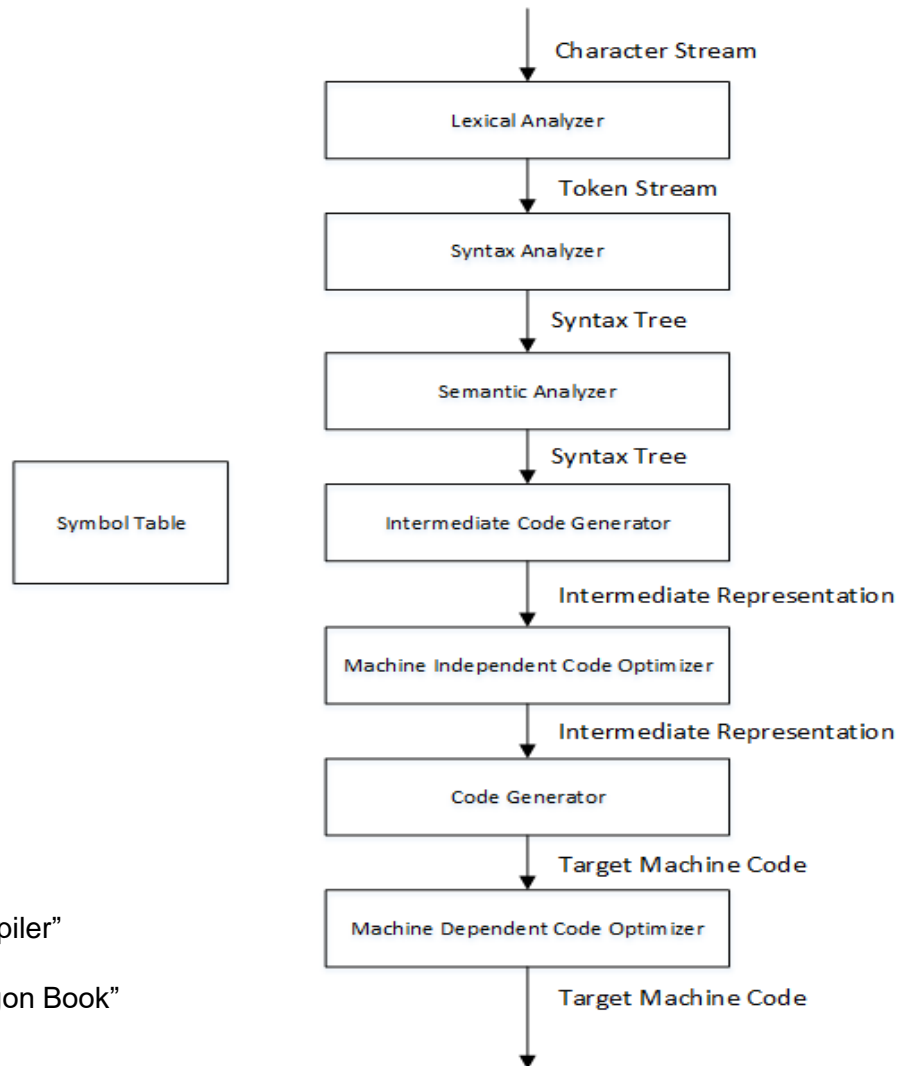 Character Stream
Lexical Analyzer
Token Stream
Syntax Analyzer
Syntax Tree
Semantic Analyzer
Syntax Tree
Symbol Table
Intermediate Code Generator
Intermediate Representation
Machine Independent Code Optimizer
Intermediate Representation
Code Generator
Target Machine Code
piler”
Machine Dependent Code Optimizer
on Book”
Target Machine Code